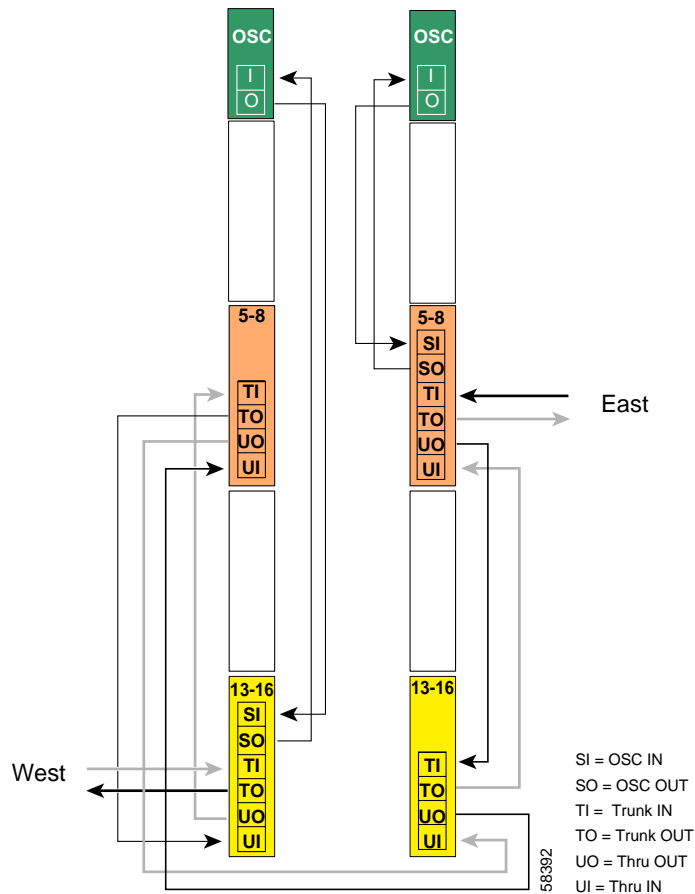 OSC
I
O
OSC
I
O
5-8
TI
TO
UO
UI
5-8
SI
SO
TI
TO
UO
UI
East
13-16
SI
SO
TI
TO
UO
UI
West
13-16
TI
TO
UO
UI
SI = OSC IN
SO = OSC OUT
TI = Trunk IN
TO = Trunk OUT
UO = Thru OUT
UI = Thru IN
58392